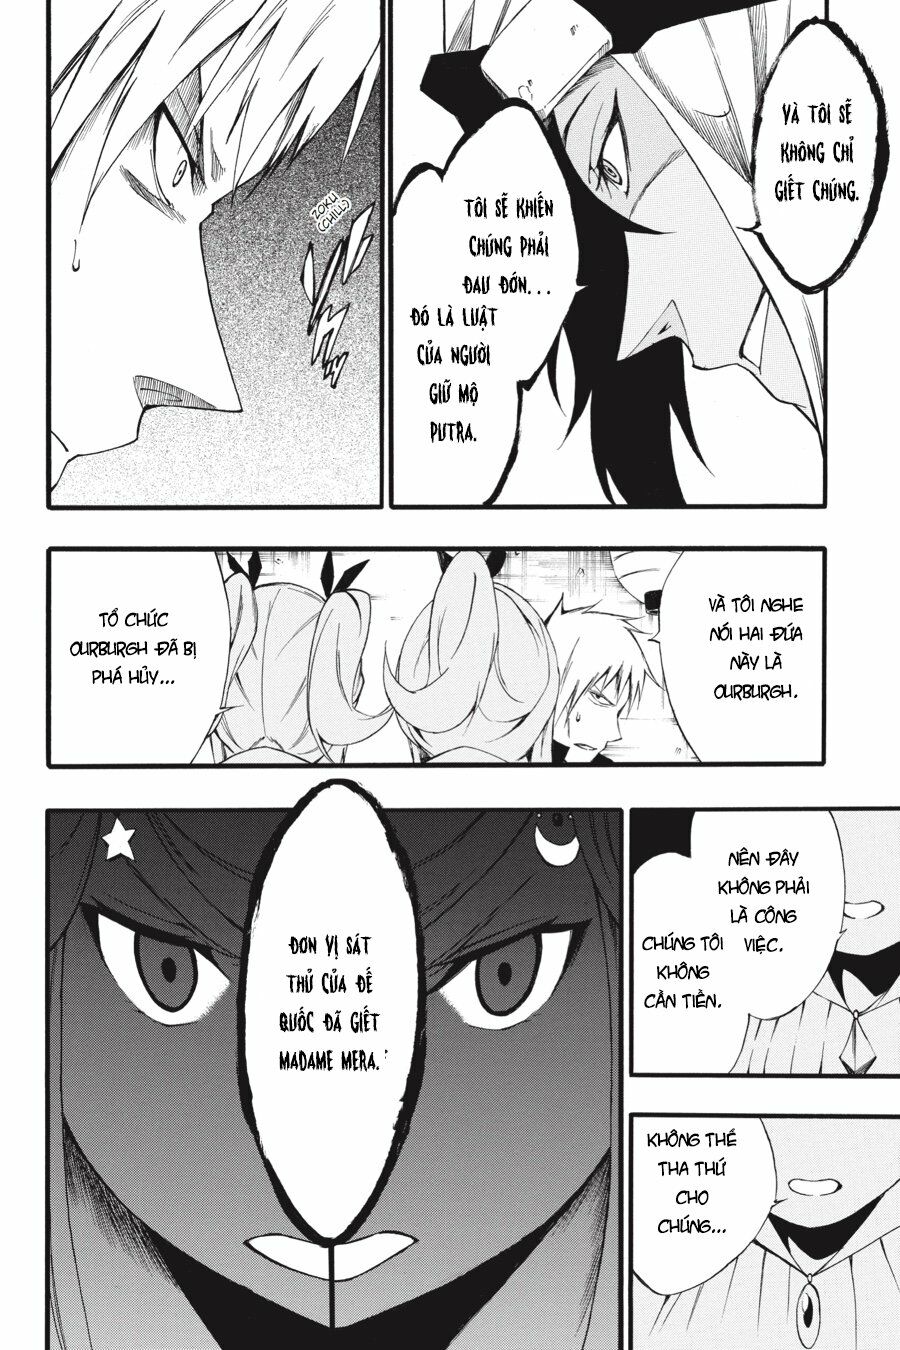 VÀ TÔI SẼ
KHÔNG CHỈ
GIẾT CHÚNG.
TÔI SẼ KHIẾN
CHÚNG PHẢI
ĐAU ĐỚN...
ĐÓ LÀ LUẬT
CỦA NGƯỜI
GIỮ MỘ
PUTRA.
ZOKU
(CHILL)
VÀ TÔI NGHE
NÓI HAI ĐỨA
NÀY LÀ
OURBURGH.
TỔ CHỨC
OURBURGH ĐÃ BỊ
PHÁ HỦY...
NÊN ĐÂY
KHÔNG PHẢI
LÀ CÔNG
VIỆC.
CHÚNG TÔI
KHÔNG
CẦN TIỀN.
KHÔNG THỂ
THA THỨ
CHO
CHÚNG...
ĐƠN VỊ SÁT
THỦ CỦA ĐẾ
QUỐC ĐÃ GIẾT
MADAME MERA.